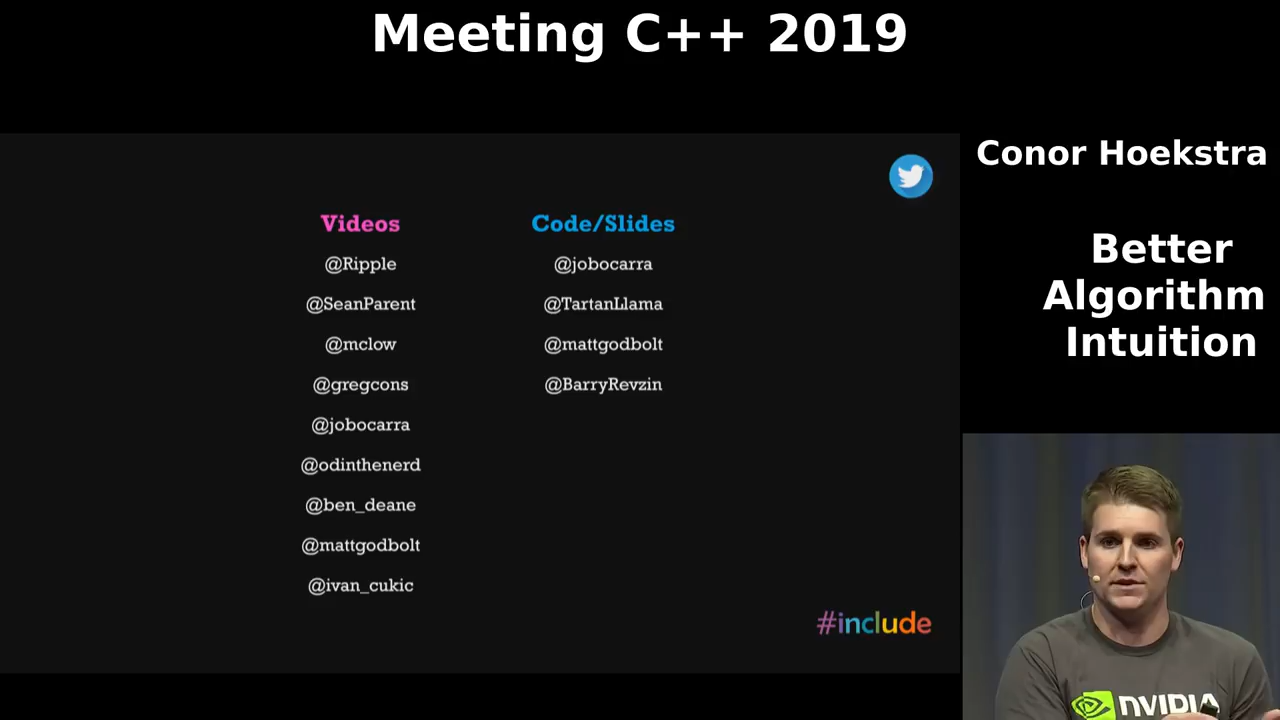 Meeting C++ 2019
Conor Hoekstra
Better
Algorithm
Intuition
Videos
@Ripple
@SeanParent
@mclow
@gregcons
@jobocarra
@odinthenerd
@ben_deane
@mattgodbolt
@ivan_cukic
Code/Slides
@jobocarra
@TartanLlama
@mattgodbolt
@BarryRevzin
#include
NVIDIA